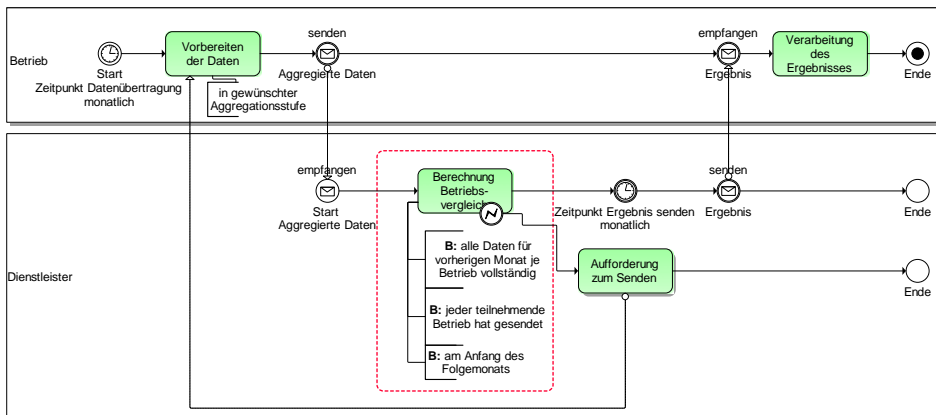 Betrieb
Start
Zeitpunkt Datenübertragung
monatlich
Vorbereiten
der Daten
in gewünschter
Aggregationsstufe
senden
Aggregierte Daten
empfangen
Ergebnis
Verarbeitung
des
Ergebnisses
Ende
Dienstleister
empfangen
Start
Aggregierte Daten
Berechnung
Betriebs-
vergleich
B: alle Daten für
vorherigen Monat je
Betrieb vollständig
B: jeder teilnehmende
Betrieb hat gesendet
B: am Anfang des
Folgemonats
Zeitpunkt Ergebnis senden
monatlich
senden
Ergebnis
Ende
Aufforderung
zum Senden
Ende